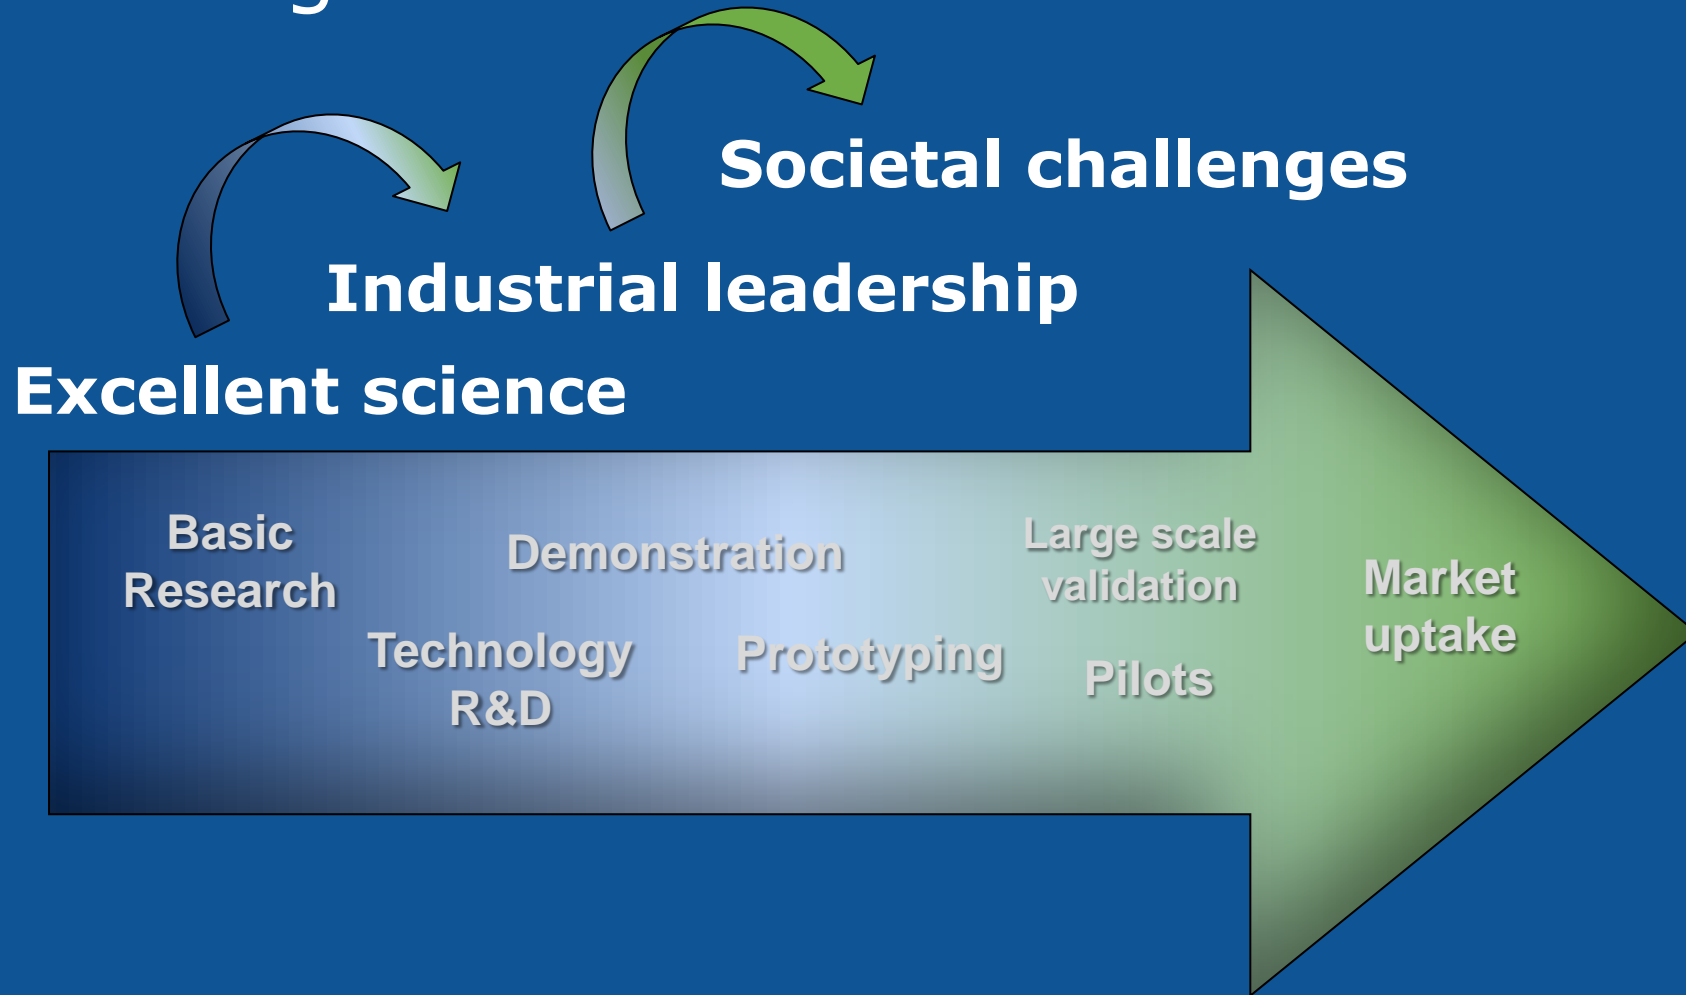 Societal challenges
Industrial leadership
Excellent science
Basic
Research
Demonstration
Large scale
validation
Market
uptake
Technology
R&D
Prototyping
Pilots